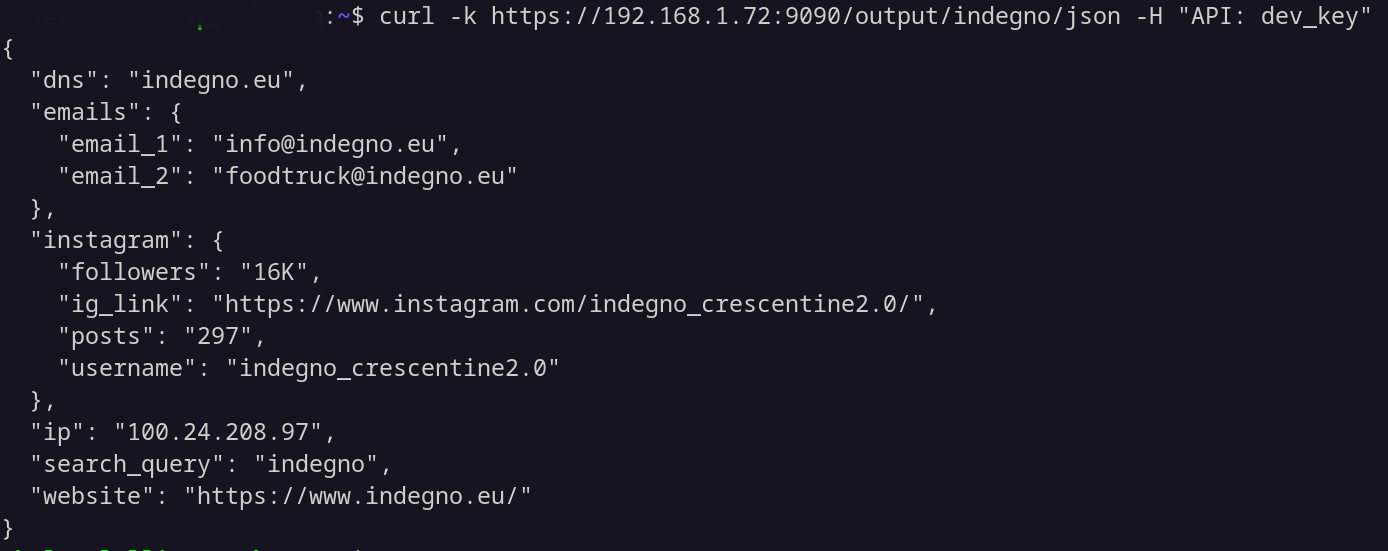 :~$ curl -k https://192.168.1.72:9090/output/indegno/json -H "API: dev_key"
{
  "dns": "indegno.eu",
  "emails": {
    "email_1": "info@indegno.eu",
    "email_2": "foodtruck@indegno.eu"
  },
  "instagram": {
    "followers": "16K",
    "ig_link": "https://www.instagram.com/indegno_crescentine2.0/",
    "posts": "297",
    "username": "indegno_crescentine2.0"
  },
  "ip": "100.24.208.97",
  "search_query": "indegno",
  "website": "https://www.indegno.eu/"
}